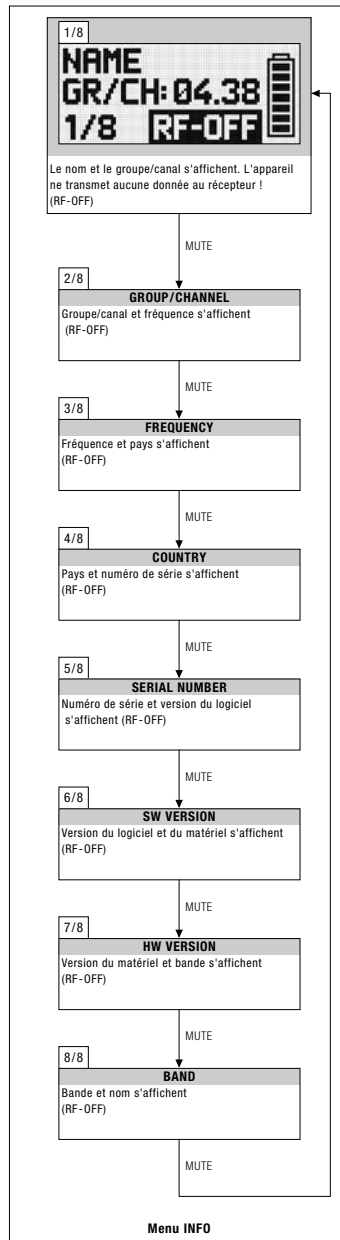 1/8
NAME
GR/CH: 04.38
1/8 RF-OFF
Le nom et le groupe/canal s'affichent. L'appareil
ne transmet aucune donnée au récepteur !
(RF-OFF)
MUTE
2/8
GROUP/CHANNEL
Groupe/canal et fréquence s'affichent
(RF-OFF)
MUTE
3/8
FREQUENCY
Fréquence et pays s'affichent
(RF-OFF)
MUTE
4/8
COUNTRY
Pays et numéro de série s'affichent
(RF-OFF)
MUTE
5/8
SERIAL NUMBER
Numéro de série et version du logiciel
s'affichent (RF-OFF)
MUTE
6/8
SW VERSION
Version du logiciel et du matériel s'affichent
(RF-OFF)
MUTE
7/8
HW VERSION
Version du matériel et bande s'affichent
(RF-OFF)
MUTE
8/8
BAND
Bande et nom s'affichent
(RF-OFF)
MUTE
Menu INFO